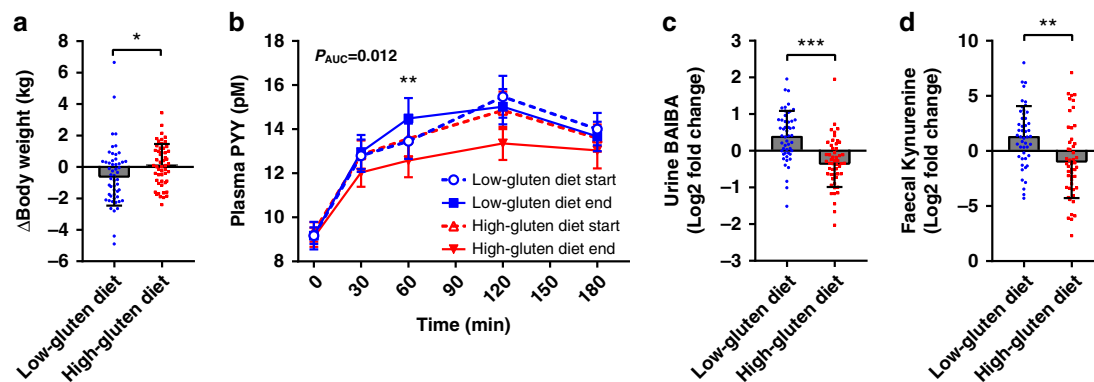 a
*
ΔBody weight (kg)
8
6
4
2
0
−2
−4
−6
Low-gluten diet
High-gluten diet
b
P_AUC=0.012
**
Plasma PYY (pM)
18
16
14
12
10
8
Low-gluten diet start
Low-gluten diet end
High-gluten diet start
High-gluten diet end
0 30 60 90 120 150 180
Time (min)
c
***
Urine BAIBA
(Log2 fold change)
3
2
1
0
−1
−2
−3
Low-gluten diet
High-gluten diet
d
**
Faecal Kynurenine
(Log2 fold change)
10
5
0
−5
−10
Low-gluten diet
High-gluten diet